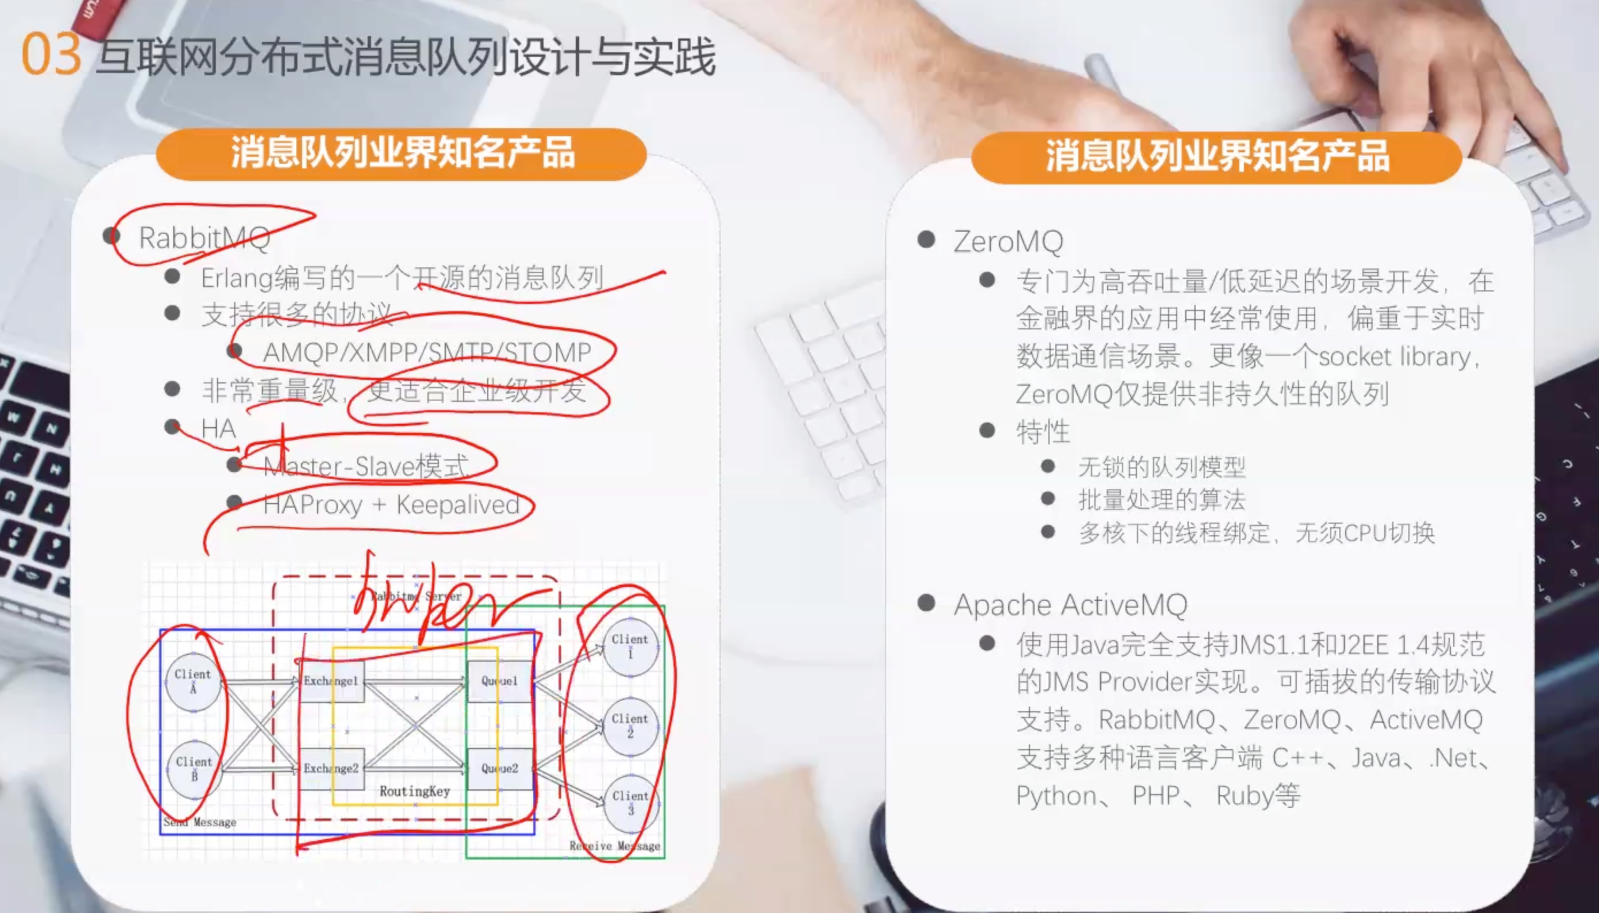 03 互联网分布式消息队列设计与实践
消息队列业界知名产品
RabbitMQ
Erlang编写的一个开源的消息队列
支持很多的协议
AMQP/XMPP/SMTP/STOMP
非常重量级，更适合企业级开发
HA
Master-Slave模式
HAProxy + Keepalived
Rabbitmq Server
Client
A
Client
B
Exchange1
Exchange2
Queue1
Queue2
RoutingKey
Client
1
Client
2
Client
3
Send Message
Receive Message
消息队列业界知名产品
ZeroMQ
专门为高吞吐量/低延迟的场景开发，在
金融界的应用中经常使用，偏重于实时
数据通信场景。更像一个socket library，
ZeroMQ仅提供非持久性的队列
特性
无锁的队列模型
批量处理的算法
多核下的线程绑定，无须CPU切换
Apache ActiveMQ
使用Java完全支持JMS1.1和J2EE 1.4规范
的JMS Provider实现。可插拔的传输协议
支持。RabbitMQ、ZeroMQ、ActiveMQ
支持多种语言客户端 C++、Java、.Net、
Python、 PHP、 Ruby等